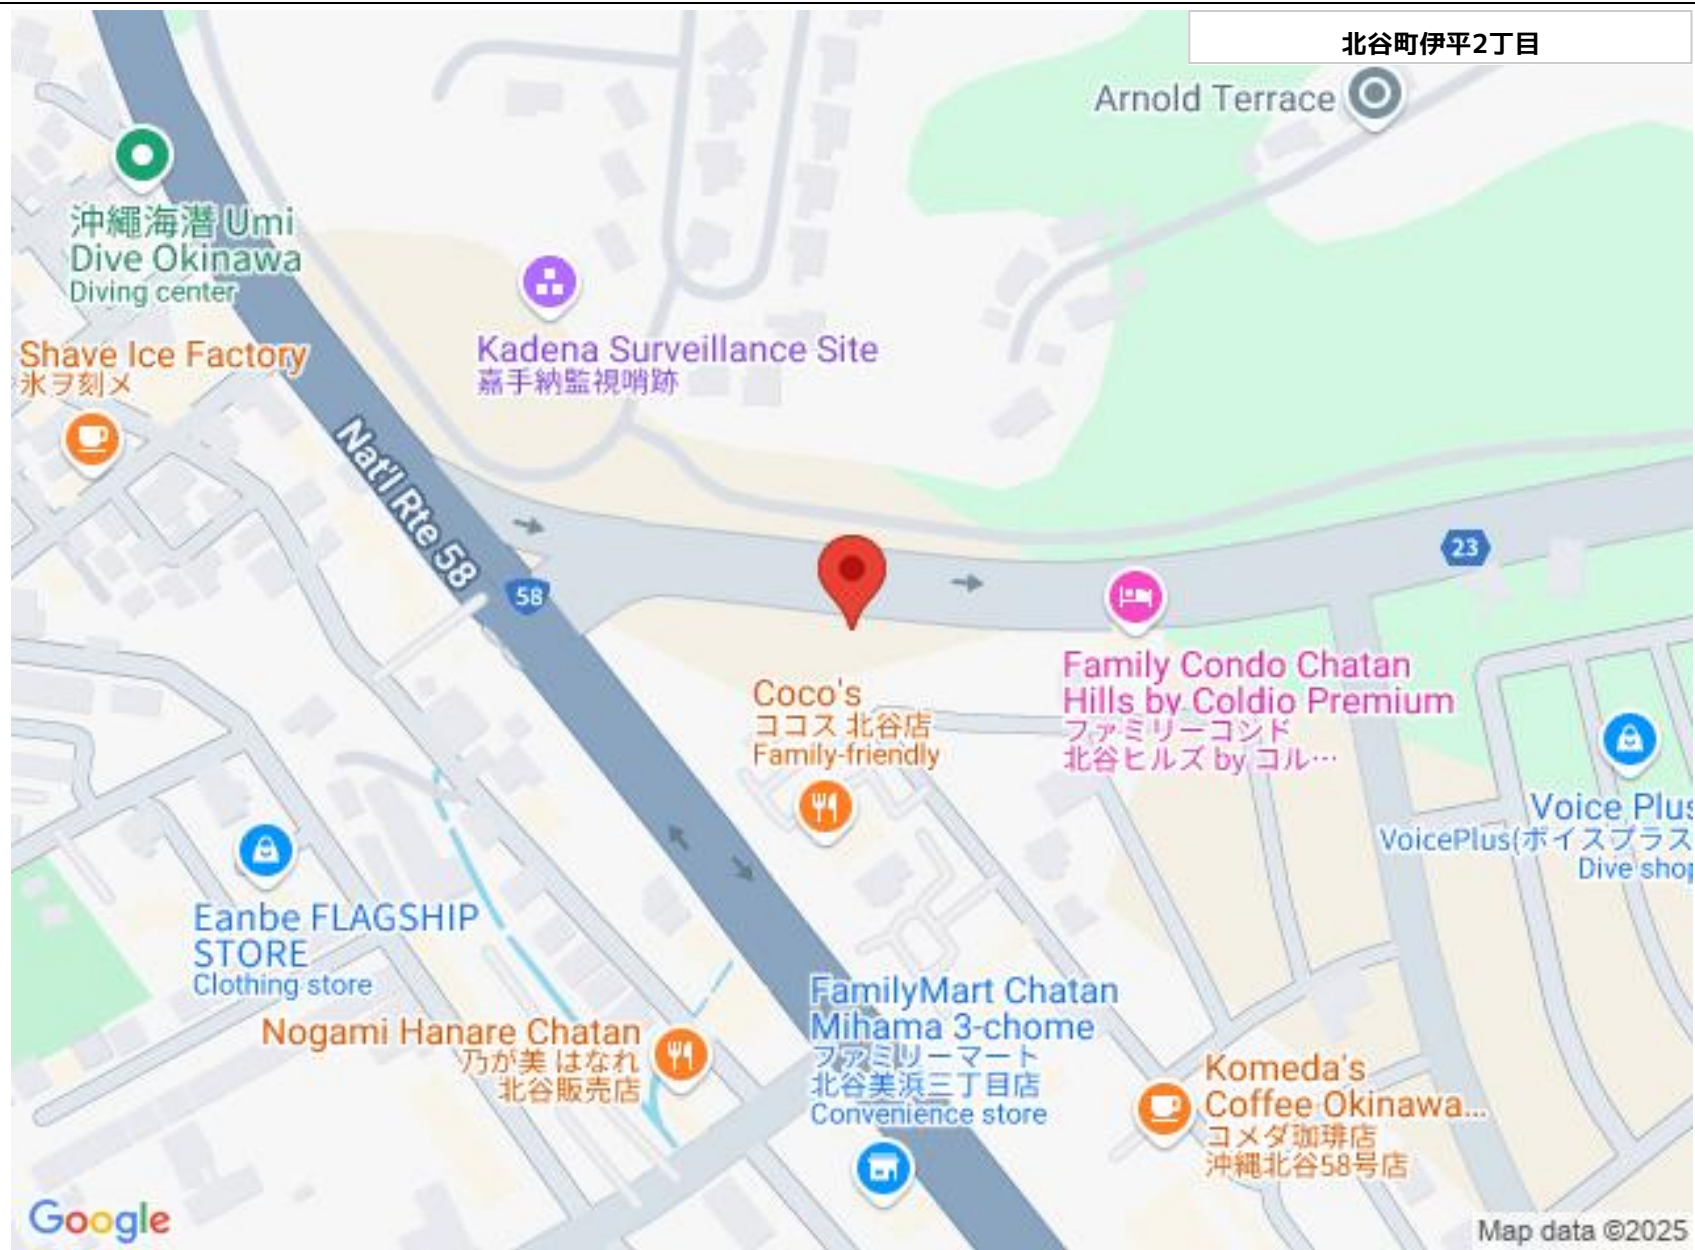 北谷町伊平2丁目
Arnold Terrace
沖縄海潜 Umi
Dive Okinawa
Diving center
Kadena Surveillance Site
嘉手納監視哨跡
Shave Ice Factory
氷ヲ刻メ
Nat'l Rte 58
58
23
Coco's
ココス 北谷店
Family-friendly
Family Condo Chatan
Hills by Coldio Premium
ファミリーコンド
北谷ヒルズ by コル…
Voice Plus
VoicePlus(ボイスプラス
Dive shop
Eanbe FLAGSHIP
STORE
Clothing store
Nogami Hanare Chatan
乃が美 はなれ
北谷販売店
FamilyMart Chatan
Mihama 3-chome
ファミリーマート
北谷美浜三丁目店
Convenience store
Komeda's
Coffee Okinawa...
コメダ珈琲店
沖縄北谷58号店
Google
Map data ©2025